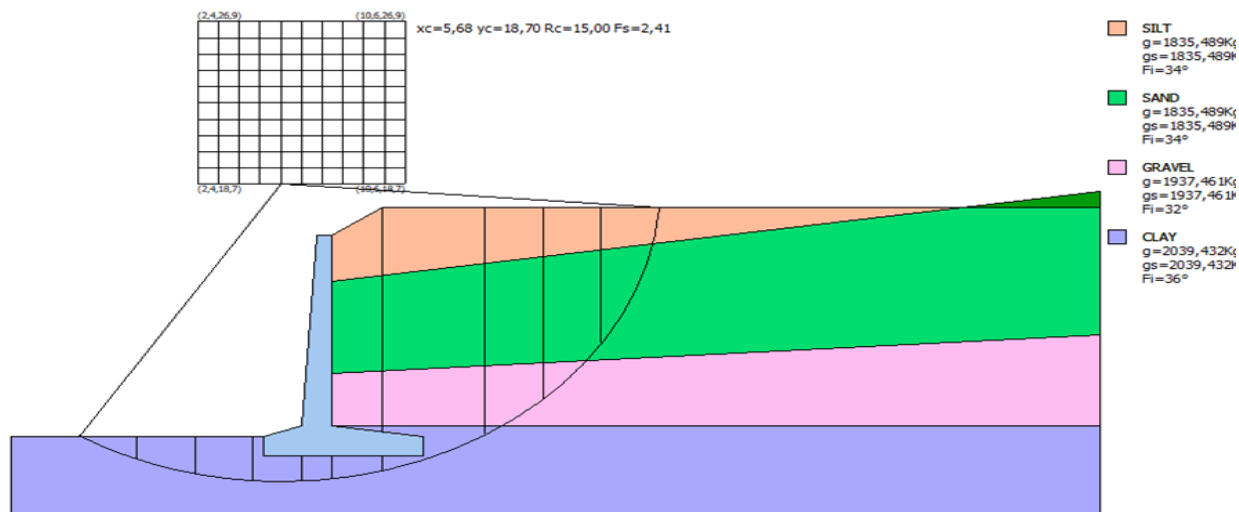 (2,4,26,9)
(10,6,26,9)
xc=5,68 yc=18,70 Rc=15,00 Fs=2,41
(2,4,18,7)
(10,6,18,7)
SILT
g=1835,489Kg
gs=1835,489K
Fi=34°
SAND
g=1835,489Kg
gs=1835,489K
Fi=34°
GRAVEL
g=1937,461Kg
gs=1937,461K
Fi=32°
CLAY
g=2039,432Kg
gs=2039,432K
Fi=36°